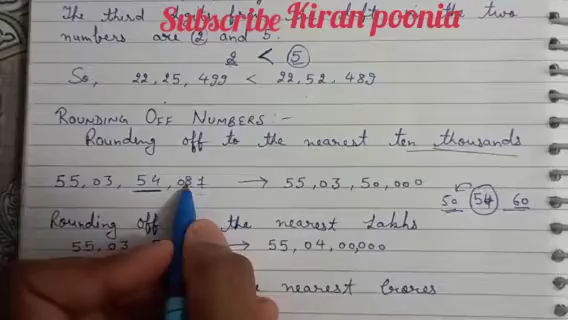 The third
Subscribe Kiran poonia
the two
numbers are 2 and 5.
2 < 5
So, 22,25,499 < 22,52,489
ROUNDING OFF NUMBERS :-
Rounding off to the nearest ten thousands
55,03,54,081 → 55,03,50,000
50 54 60
Rounding off the nearest Lakhs
55,03 → 55,04,00,000
nearest Crores